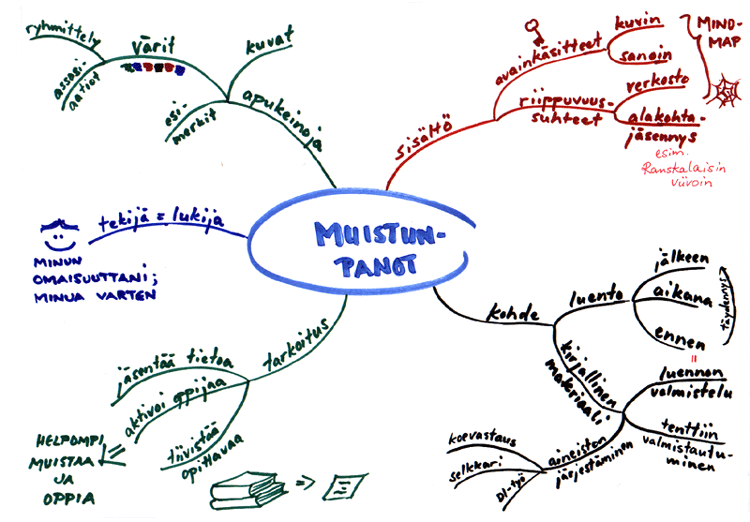 MUISTUN-
PANOT
sisältö
avainkäsitteet
kuvin
sanoin
MIND-
MAP
riippuvuus-
suhteet
verkosto
alakohta-
jäsennys
esim.
Ranskalaisin
viivoin
kohde
luento
jälkeen
aikana
ennen
täydennys
=
kirjallinen
materiaali
luennon
valmistelu
tenttiin
valmistautu-
minen
aineiston
järjestäminen
koevastaus
selkkari
DI-työ
tarkoitus
jäsentää tietoa
aktivoi oppijaa
tiivistää
opittavaa
=
HELPOMPI
MUISTAA
JA
OPPIA
tekijä = lukija
MINUN
OMAISUUTTANI;
MINUA VARTEN
apukeinoja
kuvat
esi-
merkit
värit
ryhmittely
assosi-
aatiot